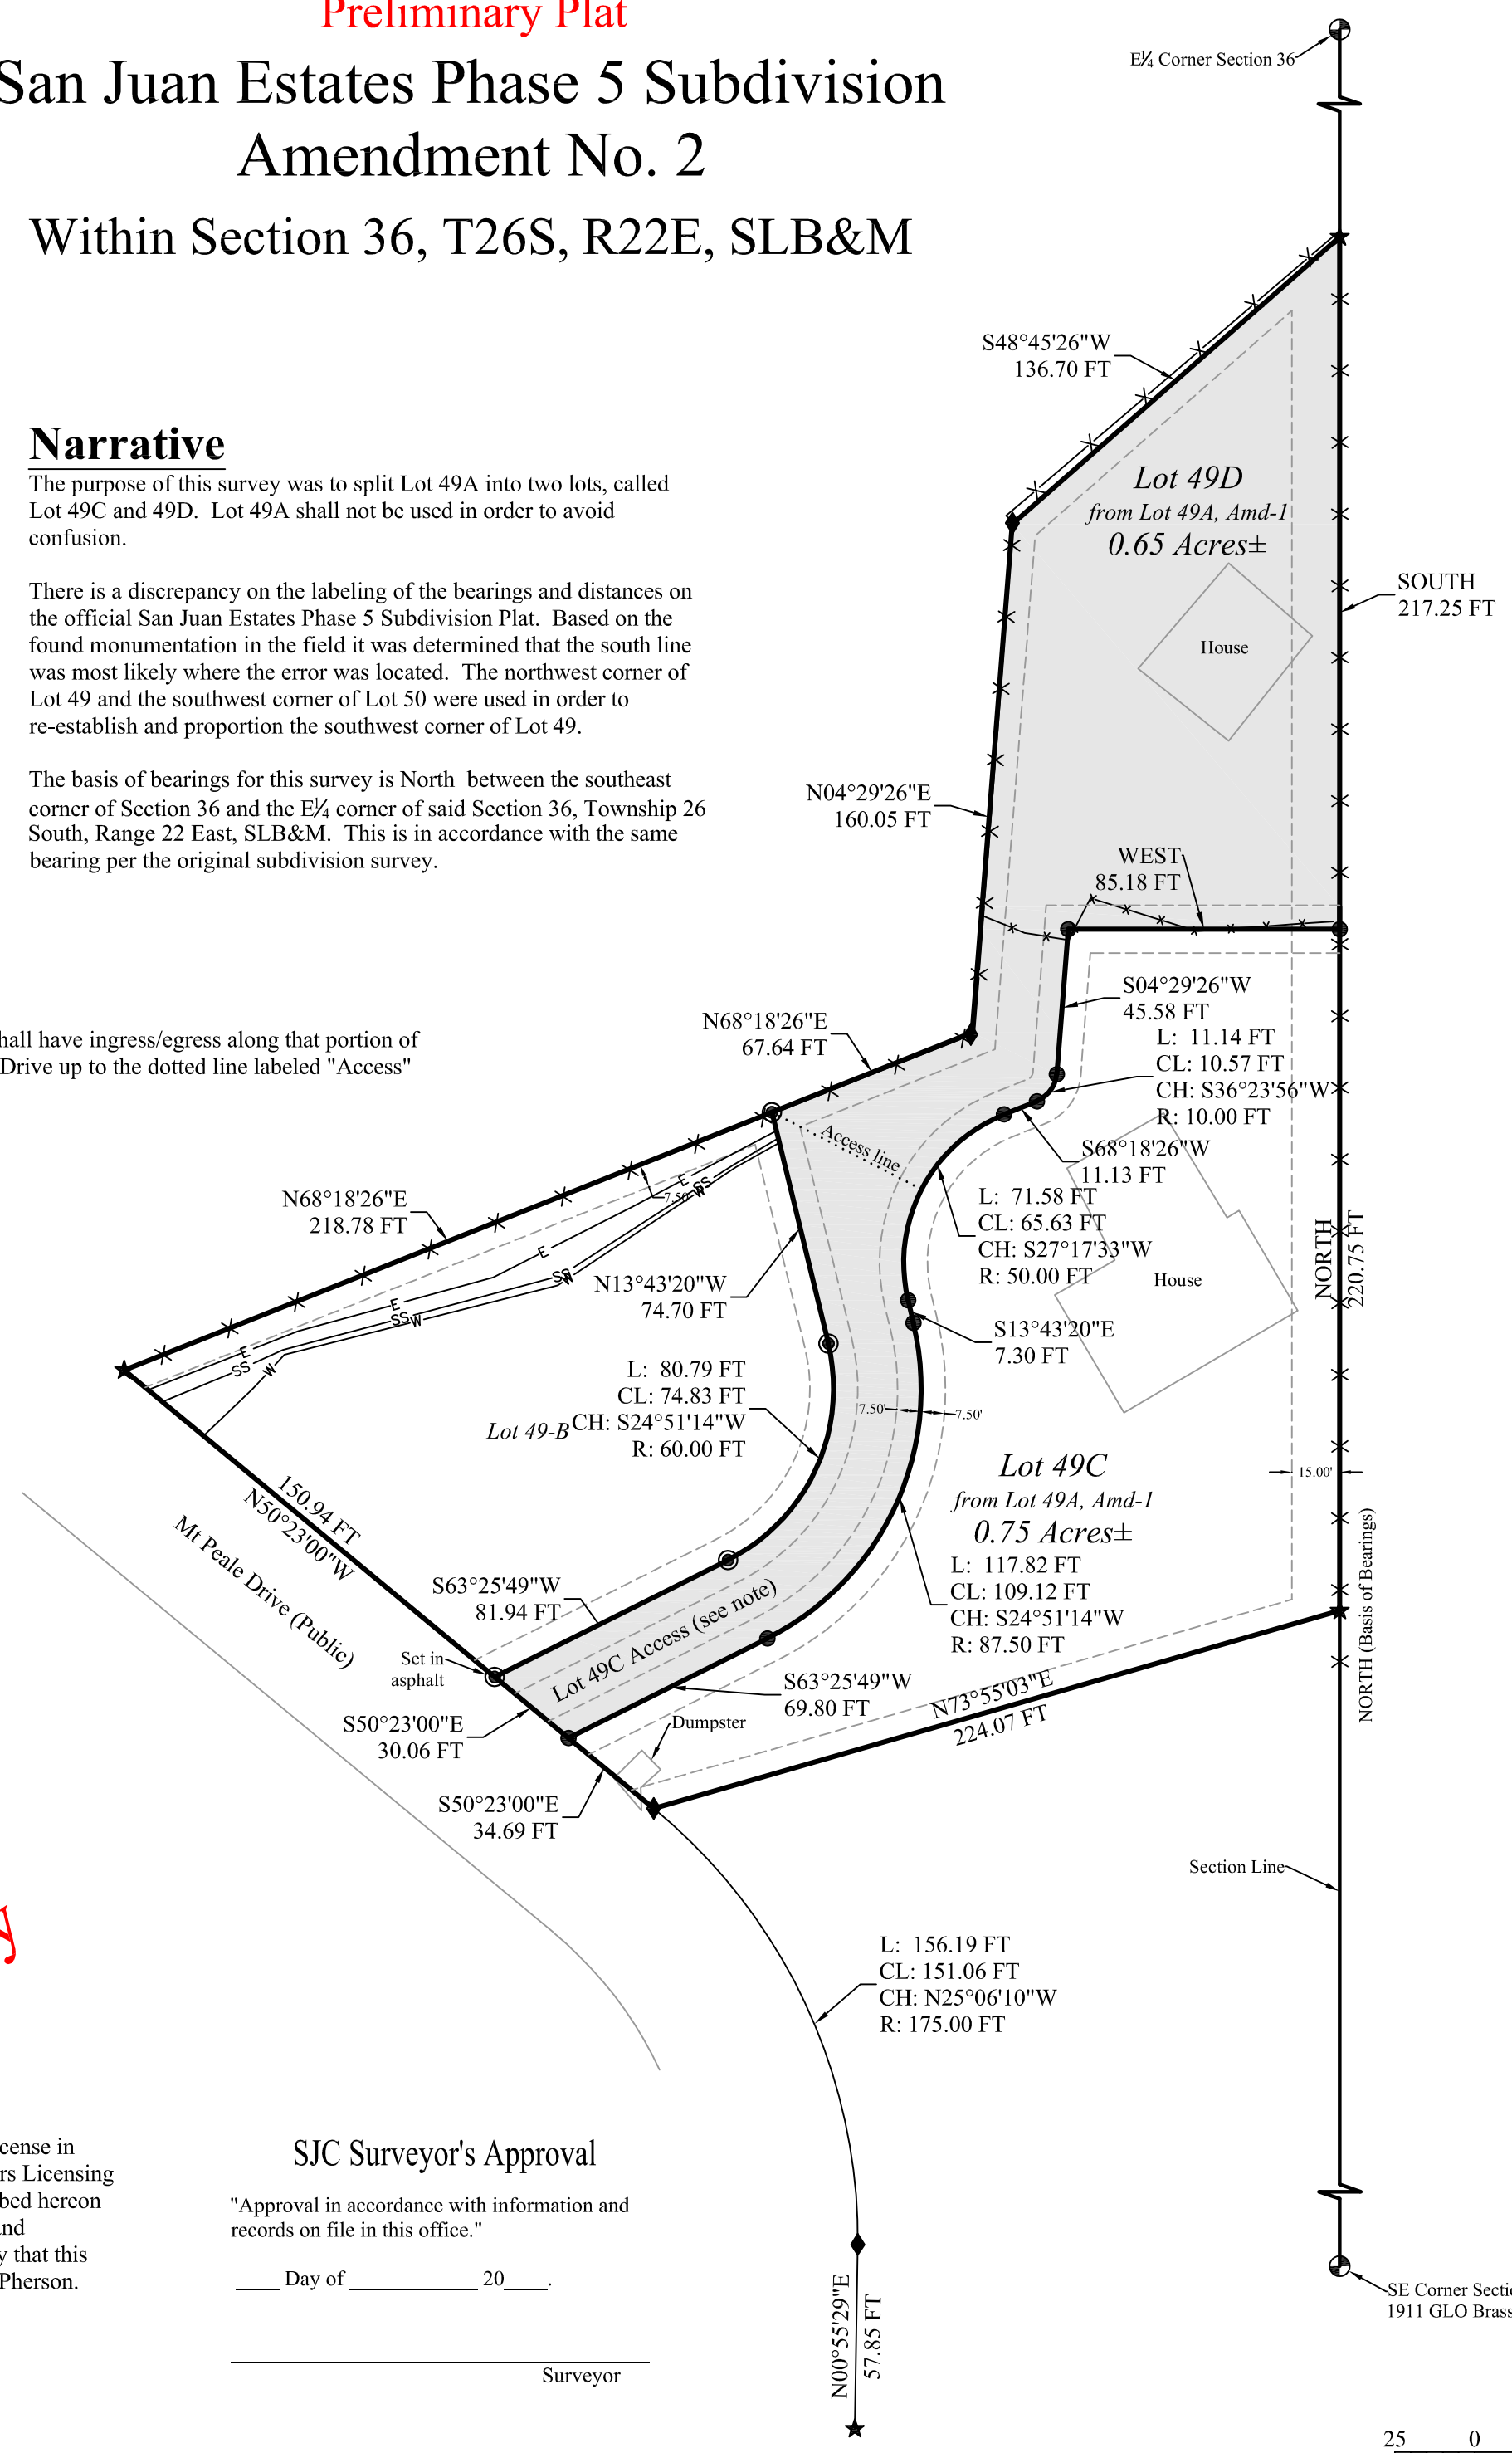 Preliminary Plat
San Juan Estates Phase 5 Subdivision
Amendment No. 2
Within Section 36, T26S, R22E, SLB&M
E¼ Corner Section 36
S48°45'26"W
136.70 FT
Narrative
The purpose of this survey was to split Lot 49A into two lots, called
Lot 49C and 49D. Lot 49A shall not be used in order to avoid
confusion.
There is a discrepancy on the labeling of the bearings and distances on
the official San Juan Estates Phase 5 Subdivision Plat. Based on the
found monumentation in the field it was determined that the south line
was most likely where the error was located. The northwest corner of
Lot 49 and the southwest corner of Lot 50 were used in order to
re-establish and proportion the southwest corner of Lot 49.
The basis of bearings for this survey is North between the southeast
corner of Section 36 and the E¼ corner of said Section 36, Township 26
South, Range 22 East, SLB&M. This is in accordance with the same
bearing per the original subdivision survey.
Lot 49D
from Lot 49A, Amd-1
0.65 Acres±
House
SOUTH
217.25 FT
N04°29'26"E
160.05 FT
WEST
85.18 FT
S04°29'26"W
45.58 FT
hall have ingress/egress along that portion of
Drive up to the dotted line labeled "Access"
N68°18'26"E
67.64 FT
L: 11.14 FT
CL: 10.57 FT
CH: S36°23'56"W
R: 10.00 FT
S68°18'26"W
11.13 FT
Access line
N68°18'26"E
218.78 FT
7.50'
E
SS
W
E
SS
W
E
SS
W
E
SS
W
L: 71.58 FT
CL: 65.63 FT
CH: S27°17'33"W
R: 50.00 FT
House
NORTH
220.75 FT
N13°43'20"W
74.70 FT
S13°43'20"E
7.30 FT
L: 80.79 FT
CL: 74.83 FT
CH: S24°51'14"W
R: 60.00 FT
Lot 49-B
7.50'
7.50'
Lot 49C
from Lot 49A, Amd-1
0.75 Acres±
15.00'
150.94 FT
N50°23'00"W
Mt Peale Drive (Public)
L: 117.82 FT
CL: 109.12 FT
CH: S24°51'14"W
R: 87.50 FT
NORTH (Basis of Bearings)
S63°25'49"W
81.94 FT
Lot 49C Access (see note)
Set in
asphalt
S63°25'49"W
69.80 FT
N73°55'03"E
224.07 FT
S50°23'00"E
30.06 FT
Dumpster
S50°23'00"E
34.69 FT
Section Line
y
L: 156.19 FT
CL: 151.06 FT
CH: N25°06'10"W
R: 175.00 FT
cense in
rs Licensing
bed hereon
nd
y that this
Pherson.
SJC Surveyor's Approval
"Approval in accordance with information and
records on file in this office."
____ Day of ____________ 20____.
Surveyor
N00°55'29"E
57.85 FT
SE Corner Secti
1911 GLO Brass
25 0